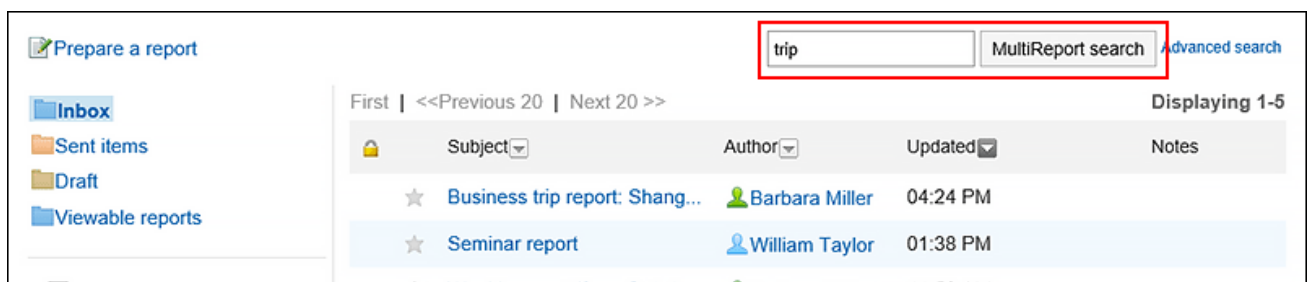 Prepare a report
trip MultiReport search Advanced search
Inbox
Sent items
Draft
Viewable reports
First | <<Previous 20 | Next 20 >> Displaying 1-5
Subject Author Updated Notes
Business trip report: Shang... Barbara Miller 04:24 PM
Seminar report William Taylor 01:38 PM